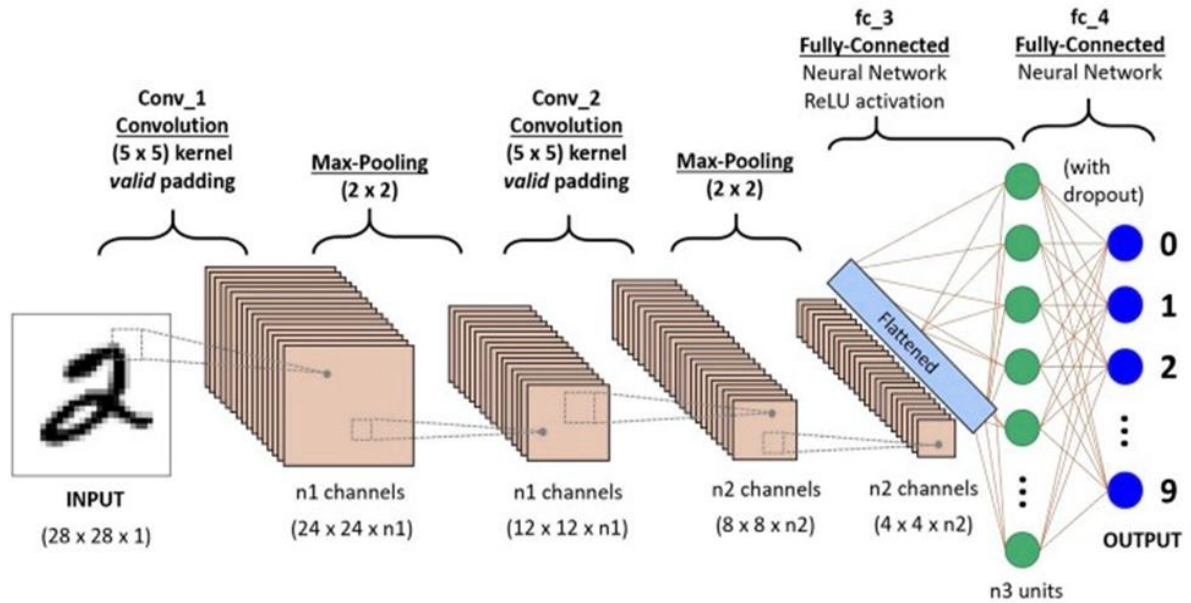 fc_3
Fully-Connected
Neural Network
ReLU activation
fc_4
Fully-Connected
Neural Network
Conv_1
Convolution
(5 x 5) kernel
valid padding
Max-Pooling
(2 x 2)
Conv_2
Convolution
(5 x 5) kernel
valid padding
Max-Pooling
(2 x 2)
(with
dropout)
0
1
2
9
Flattened
INPUT
(28 x 28 x 1)
n1 channels
(24 x 24 x n1)
n1 channels
(12 x 12 x n1)
n2 channels
(8 x 8 x n2)
n2 channels
(4 x 4 x n2)
OUTPUT
n3 units